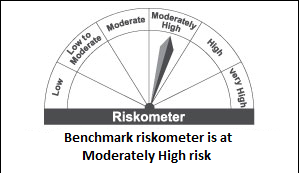 Low
Low to
Moderate
Moderate
Moderately
High
High
very High
Riskometer
Benchmark riskometer is at
Moderately High risk